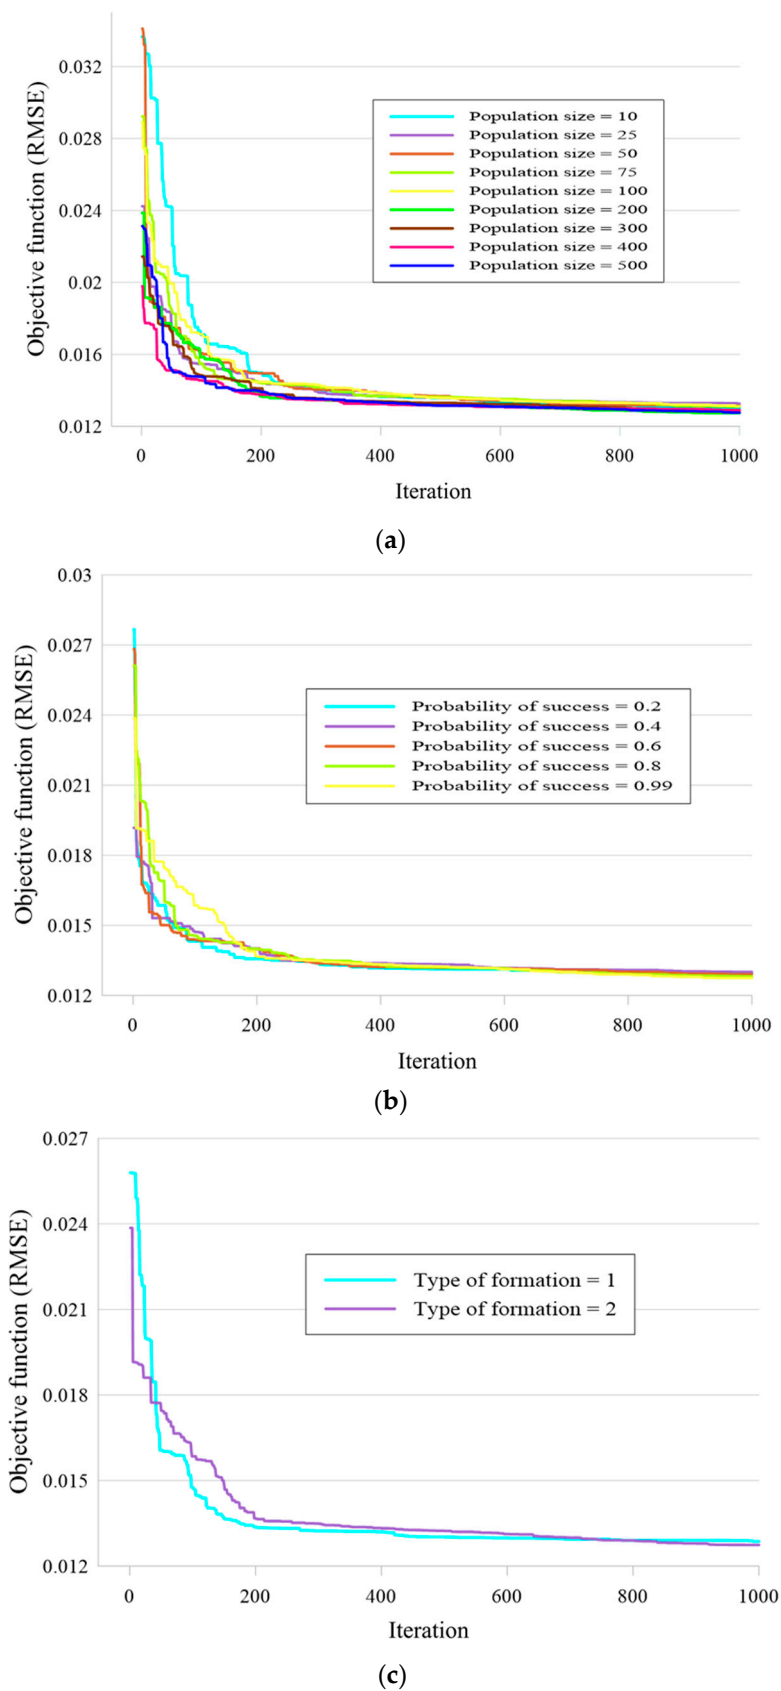 Objective function (RMSE)
0.032
0.028
0.024
0.02
0.016
0.012
Population size = 10
Population size = 25
Population size = 50
Population size = 75
Population size = 100
Population size = 200
Population size = 300
Population size = 400
Population size = 500
0 200 400 600 800 1000
Iteration
(a)
Objective function (RMSE)
0.03
0.027
0.024
0.021
0.018
0.015
0.012
Probability of success = 0.2
Probability of success = 0.4
Probability of success = 0.6
Probability of success = 0.8
Probability of success = 0.99
0 200 400 600 800 1000
Iteration
(b)
Objective function (RMSE)
0.027
0.024
0.021
0.018
0.015
0.012
Type of formation = 1
Type of formation = 2
0 200 400 600 800 1000
Iteration
(c)